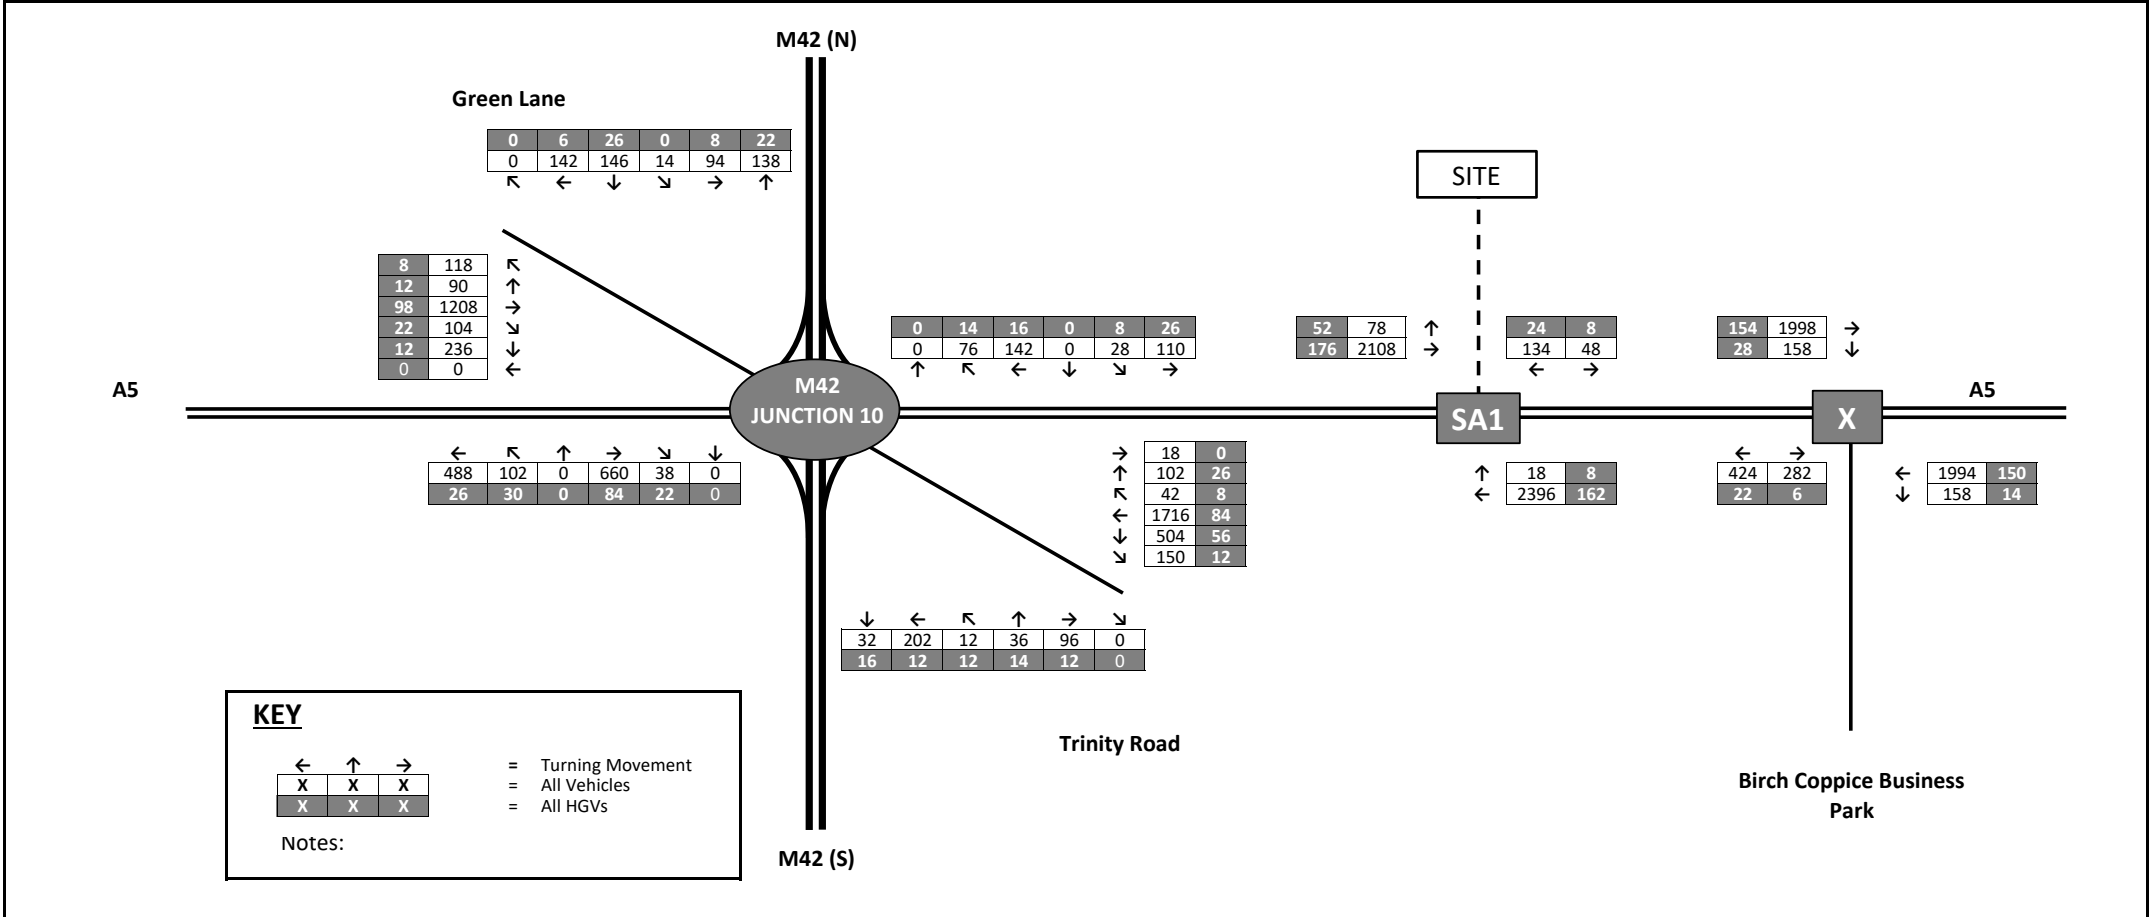 M42 (N)
Green Lane
0 6 26 0 8 22
0 142 146 14 94 138
↖ ← ↓ ↘ → ↑
SITE
8 118 ↖
12 90 ↑
98 1208 →
22 104 ↘
12 236 ↓
0 0 ←
0 14 16 0 8 26
0 76 142 0 28 110
↑ ↖ ← ↓ ↘ →
52 78 ↑
176 2108 →
24 8
134 48
← →
154 1998 →
28 158 ↓
A5
M42
JUNCTION 10
SA1
X
A5
← ↖ ↑ → ↘ ↓
488 102 0 660 38 0
26 30 0 84 22 0
→ 18 0
↑ 102 26
↖ 42 8
← 1716 84
↓ 504 56
↘ 150 12
↑ 18 8
← 2396 162
← →
424 282
22 6
← 1994 150
↓ 158 14
↓ ← ↖ ↑ → ↘
32 202 12 36 96 0
16 12 12 14 12 0
KEY
← ↑ → = Turning Movement
X X X = All Vehicles
X X X = All HGVs
Notes:
Trinity Road
Birch Coppice Business
Park
M42 (S)